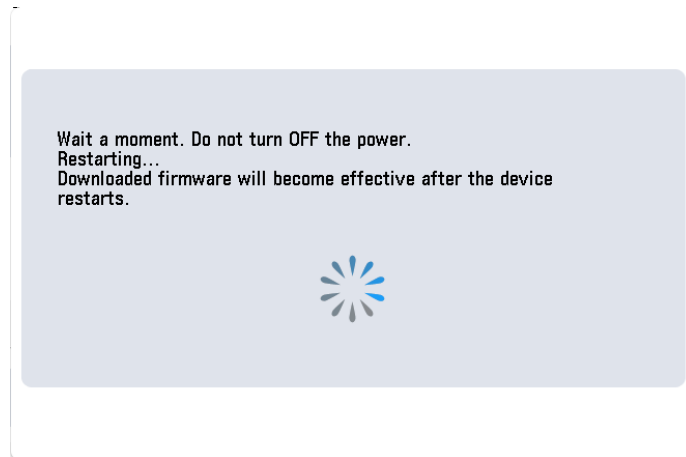 Wait a moment. Do not turn OFF the power.
Restarting...
Downloaded firmware will become effective after the device
restarts.